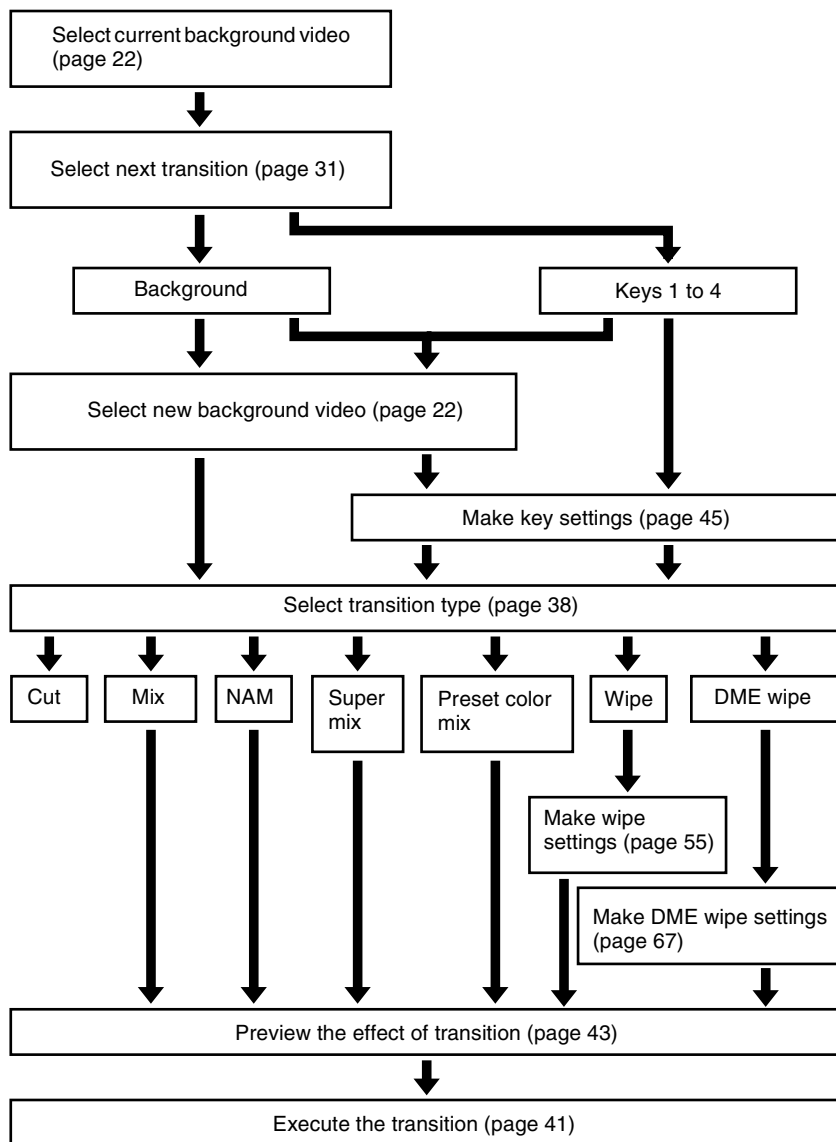 Select current background video
(page 22)
Select next transition (page 31)
Background
Keys 1 to 4
Select new background video (page 22)
Make key settings (page 45)
Select transition type (page 38)
Cut
Mix
NAM
Super
mix
Preset color
mix
Wipe
DME wipe
Make wipe
settings (page 55)
Make DME wipe settings
(page 67)
Preview the effect of transition (page 43)
Execute the transition (page 41)